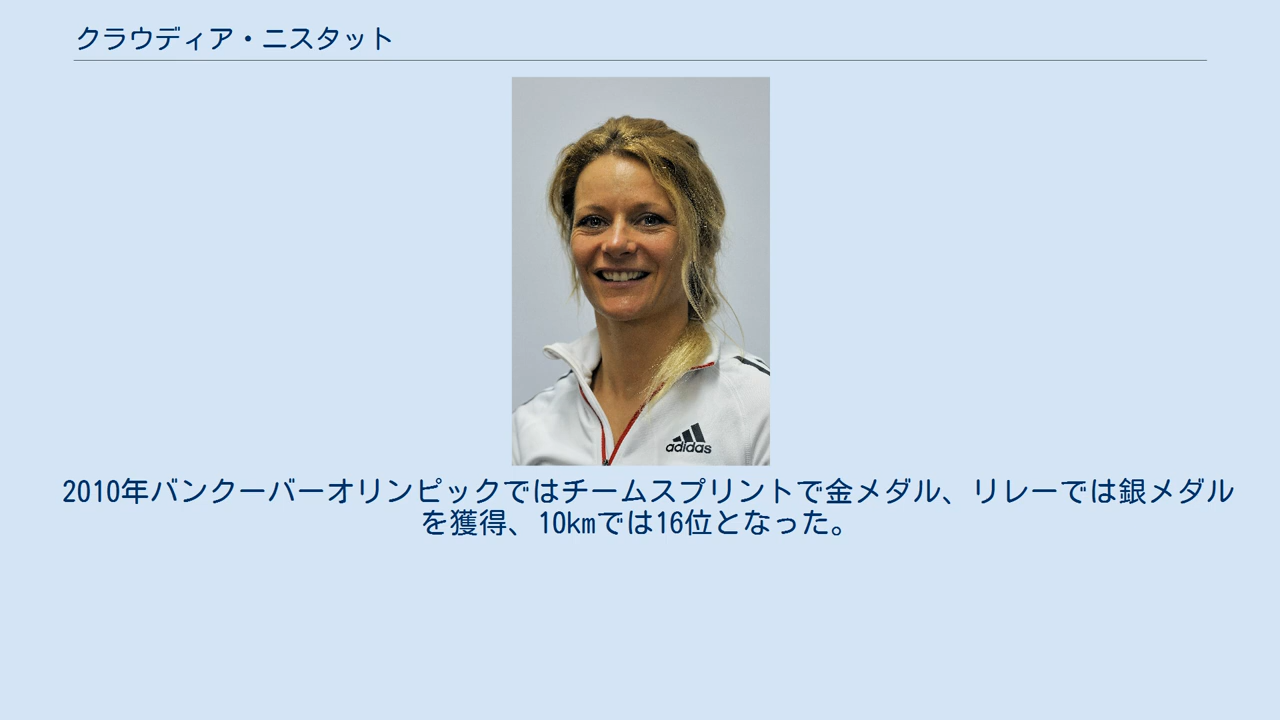 クラウディア・ニスタット
adidas
2010年バンクーバーオリンピックではチームスプリントで金メダル、リレーでは銀メダル
を獲得、10kmでは16位となった。